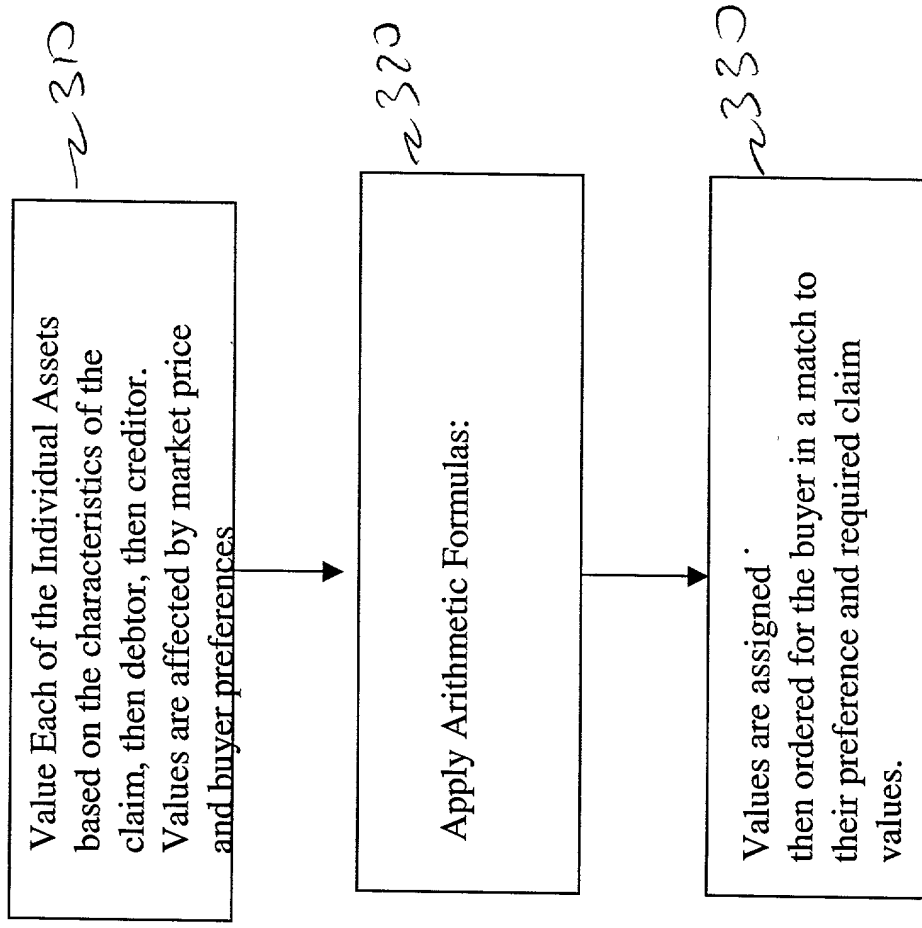 Value Each of the Individual Assets
based on the characteristics of the
claim, then debtor, then creditor.
Values are affected by market price
and buyer preferences
310
Apply Arithmetic Formulas:
320
Values are assigned
then ordered for the buyer in a match to
their preference and required claim
values.
330